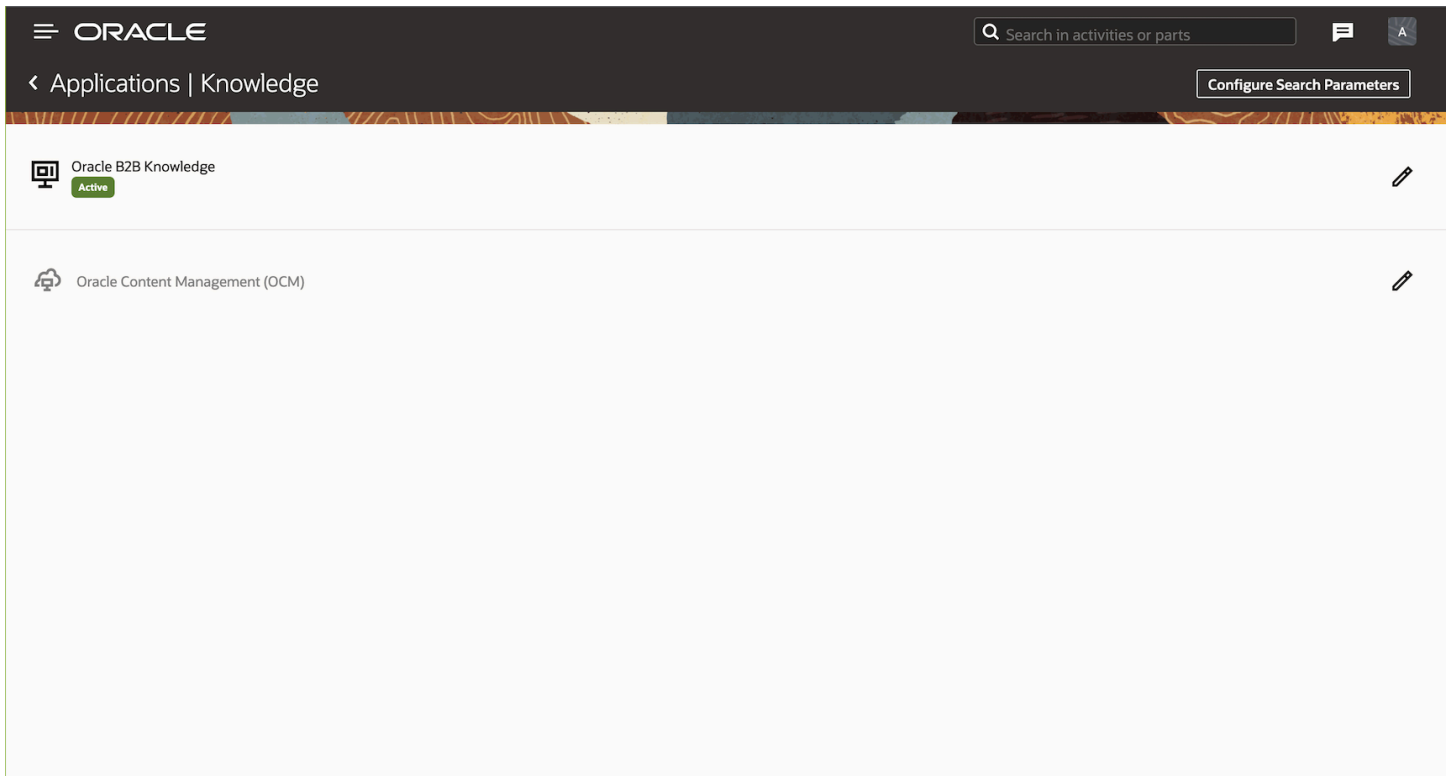 ORACLE
Search in activities or parts
A
Applications | Knowledge
Configure Search Parameters
Oracle B2B Knowledge
Active
Oracle Content Management (OCM)